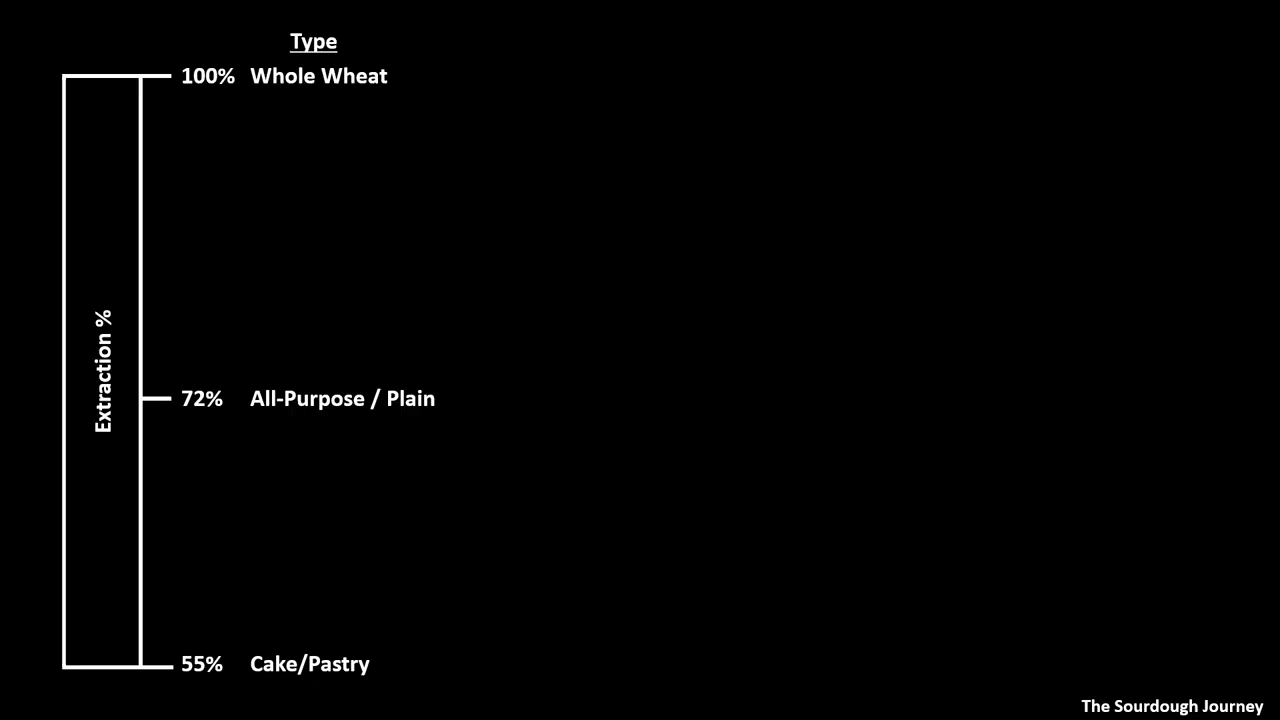 Type
100% Whole Wheat
Extraction %
72% All-Purpose / Plain
55% Cake/Pastry
The Sourdough Journey